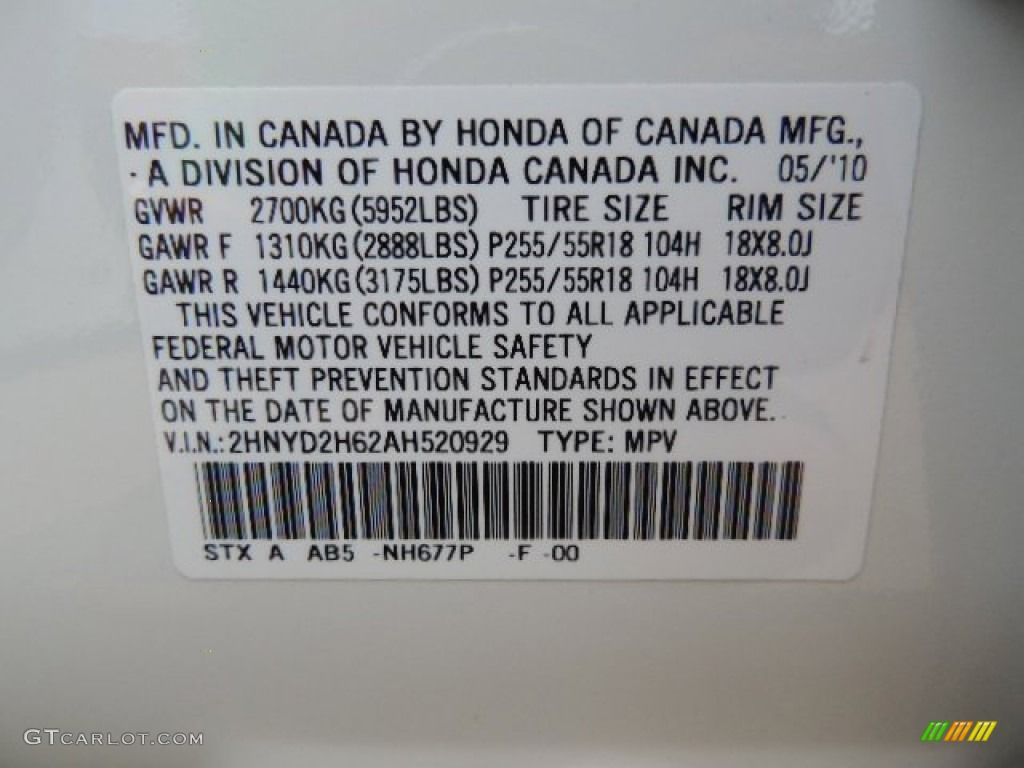 MFD. IN CANADA BY HONDA OF CANADA MFG.,
· A DIVISION OF HONDA CANADA INC. 05/'10
GVWR 2700KG (5952LBS) TIRE SIZE RIM SIZE
GAWR F 1310KG (2888LBS) P255/55R18 104H 18X8.0J
GAWR R 1440KG (3175LBS) P255/55R18 104H 18X8.0J
THIS VEHICLE CONFORMS TO ALL APPLICABLE
FEDERAL MOTOR VEHICLE SAFETY
AND THEFT PREVENTION STANDARDS IN EFFECT
ON THE DATE OF MANUFACTURE SHOWN ABOVE.
V.I.N.: 2HNYD2H62AH520929 TYPE: MPV
STX A AB5 -NH677P -F -00
GTCARLOT.COM